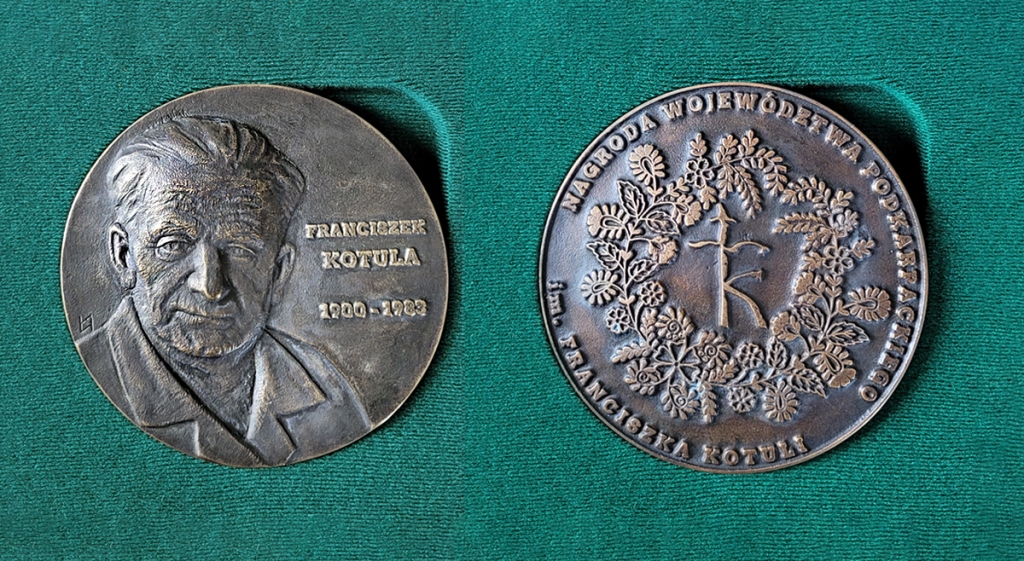 FRANCISZEK
KOTULA
1900-1983
NAGRODA WOJEWÓDZTWA PODKARPACKIEGO
im. FRANCISZKA KOTULI